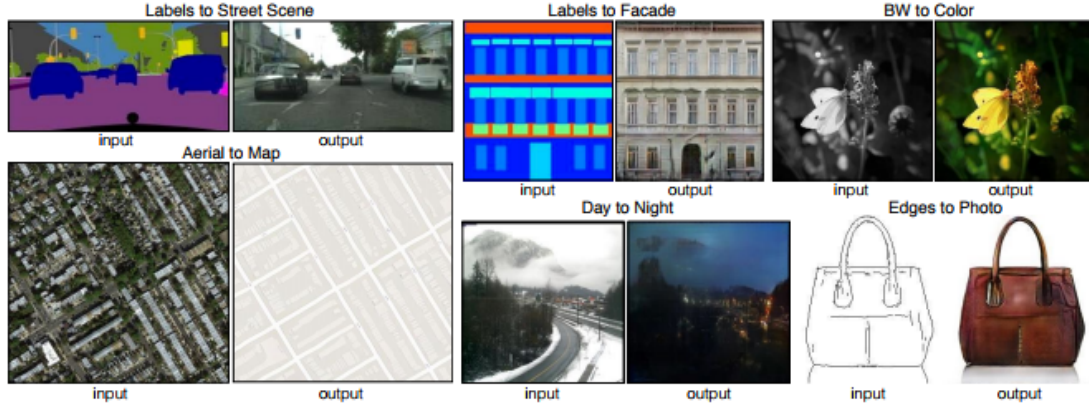 Labels to Street Scene
input
output
Labels to Facade
input
output
BW to Color
input
output
Aerial to Map
input
output
Day to Night
input
output
Edges to Photo
input
output